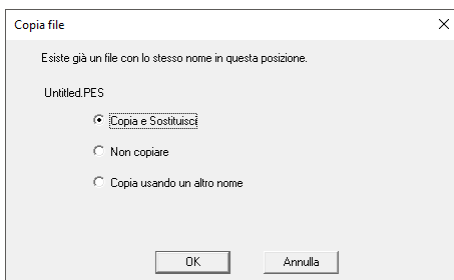 Copia file
Esiste già un file con lo stesso nome in questa posizione.
Untitled.PES
Copia e Sostituisci
Non copiare
Copia usando un altro nome
OK Annulla